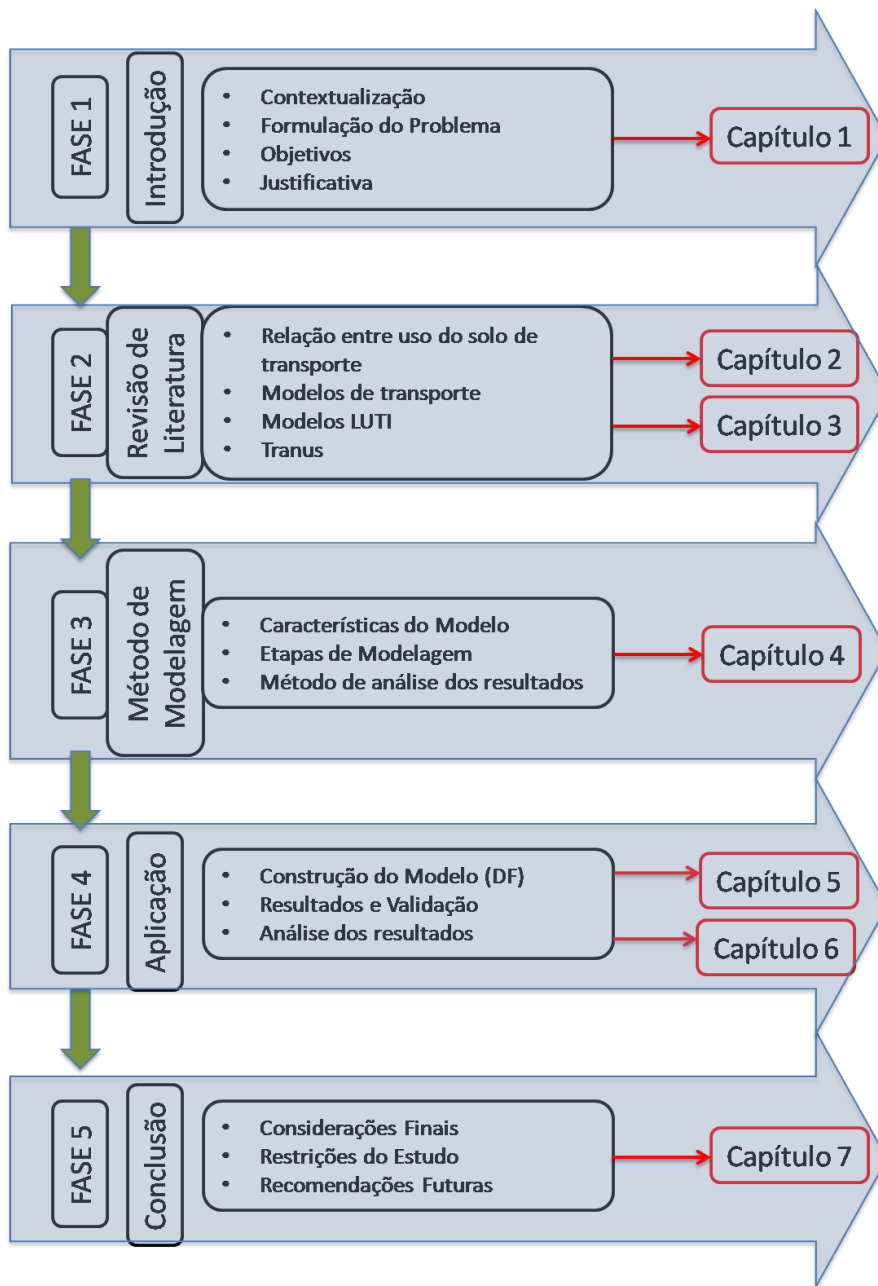 FASE 1
Introdução
• Contextualização
• Formulação do Problema
• Objetivos
• Justificativa
Capítulo 1
FASE 2
Revisão de
Literatura
• Relação entre uso do solo de
transporte
• Modelos de transporte
• Modelos LUTI
• Tranus
Capítulo 2
Capítulo 3
FASE 3
Método de
Modelagem
• Características do Modelo
• Etapas de Modelagem
• Método de análise dos resultados
Capítulo 4
FASE 4
Aplicação
• Construção do Modelo (DF)
• Resultados e Validação
• Análise dos resultados
Capítulo 5
Capítulo 6
FASE 5
Conclusão
• Considerações Finais
• Restrições do Estudo
• Recomendações Futuras
Capítulo 7